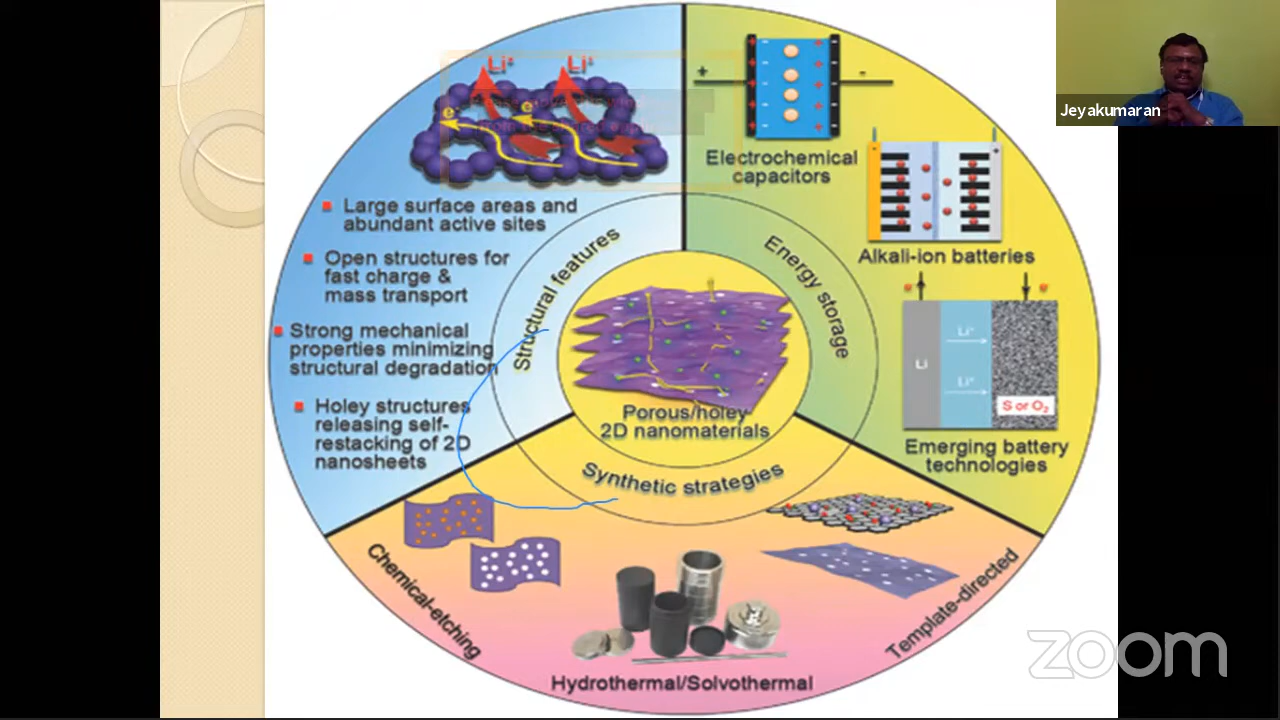 Li⁺
Li⁺
e⁻
e⁻
Large surface areas and
abundant active sites
Open structures for
fast charge &
mass transport
Strong mechanical
properties minimizing
structural degradation
Holey structures
releasing self-
restacking of 2D
nanosheets
Structural features
Energy storage
Synthetic strategies
Porous/holey
2D nanomaterials
+
-
Electrochemical
capacitors
-
+
Alkali-ion batteries
Li
Li⁺
Li⁺
S or O₂
Emerging battery
technologies
Chemical-etching
Hydrothermal/Solvothermal
Template-directed
Jeyakumaran
zoom